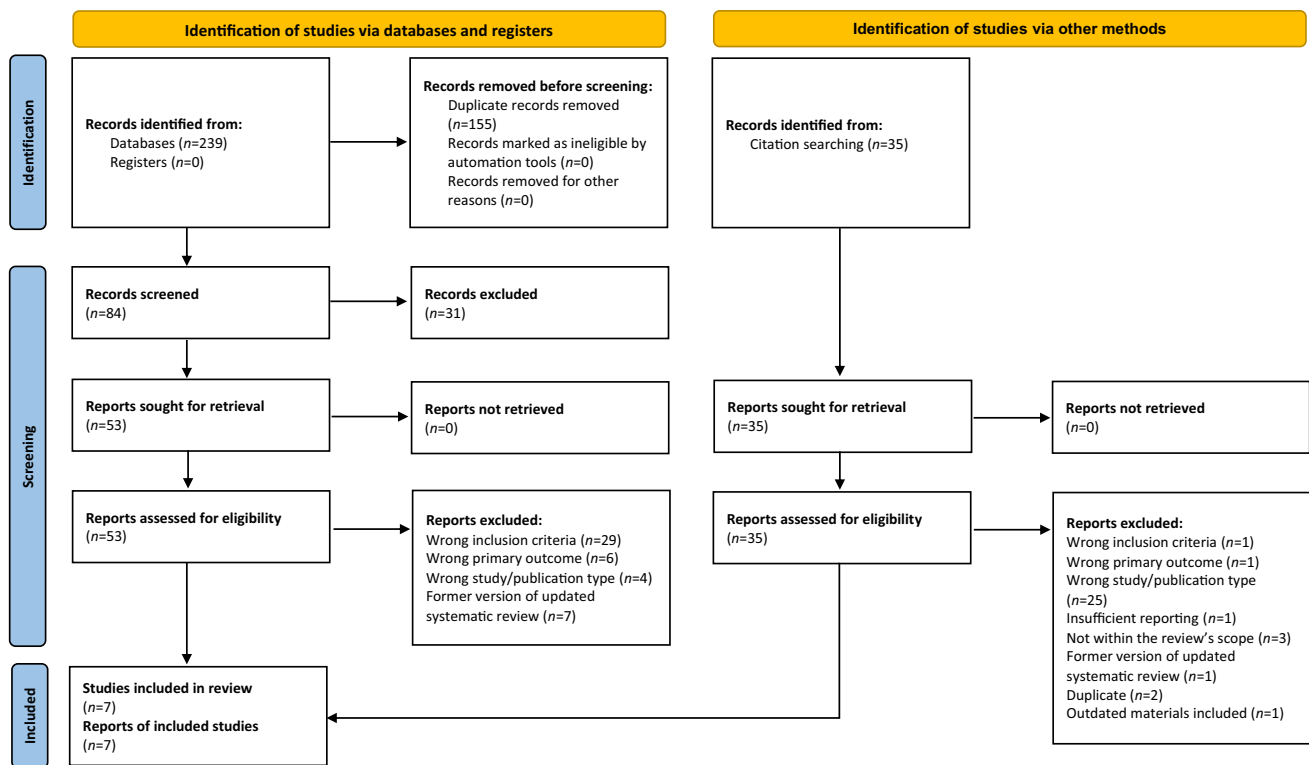 Identification of studies via databases and registers
Identification of studies via other methods
Identification
Records identified from:
Databases (n=239)
Registers (n=0)
Records removed before screening:
Duplicate records removed
(n=155)
Records marked as ineligible by
automation tools (n=0)
Records removed for other
reasons (n=0)
Records identified from:
Citation searching (n=35)
Screening
Records screened
(n=84)
Records excluded
(n=31)
Reports sought for retrieval
(n=53)
Reports not retrieved
(n=0)
Reports sought for retrieval
(n=35)
Reports not retrieved
(n=0)
Reports assessed for eligibility
(n=53)
Reports excluded:
Wrong inclusion criteria (n=29)
Wrong primary outcome (n=6)
Wrong study/publication type (n=4)
Former version of updated
systematic review (n=7)
Reports assessed for eligibility
(n=35)
Reports excluded:
Wrong inclusion criteria (n=1)
Wrong primary outcome (n=1)
Wrong study/publication type
(n=25)
Insufficient reporting (n=1)
Not within the review's scope (n=3)
Former version of updated
systematic review (n=1)
Duplicate (n=2)
Outdated materials included (n=1)
Included
Studies included in review
(n=7)
Reports of included studies
(n=7)